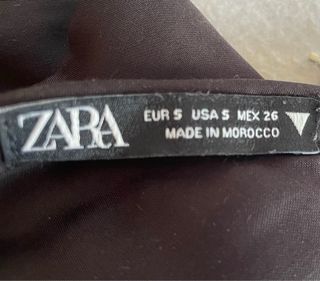 ZARA
EUR S USA S MEX 26
MADE IN MOROCCO